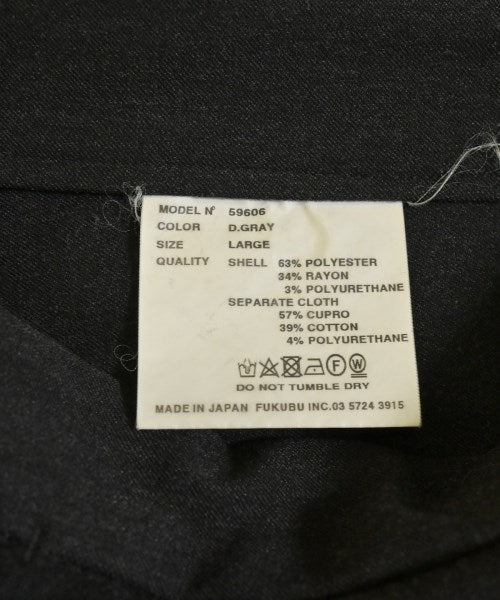 MODEL Nº 59606
COLOR D.GRAY
SIZE LARGE
QUALITY SHELL 63% POLYESTER
34% RAYON
3% POLYURETHANE
SEPARATE CLOTH
57% CUPRO
39% COTTON
4% POLYURETHANE
F W
DO NOT TUMBLE DRY
MADE IN JAPAN FUKUBU INC.03 5724 3915